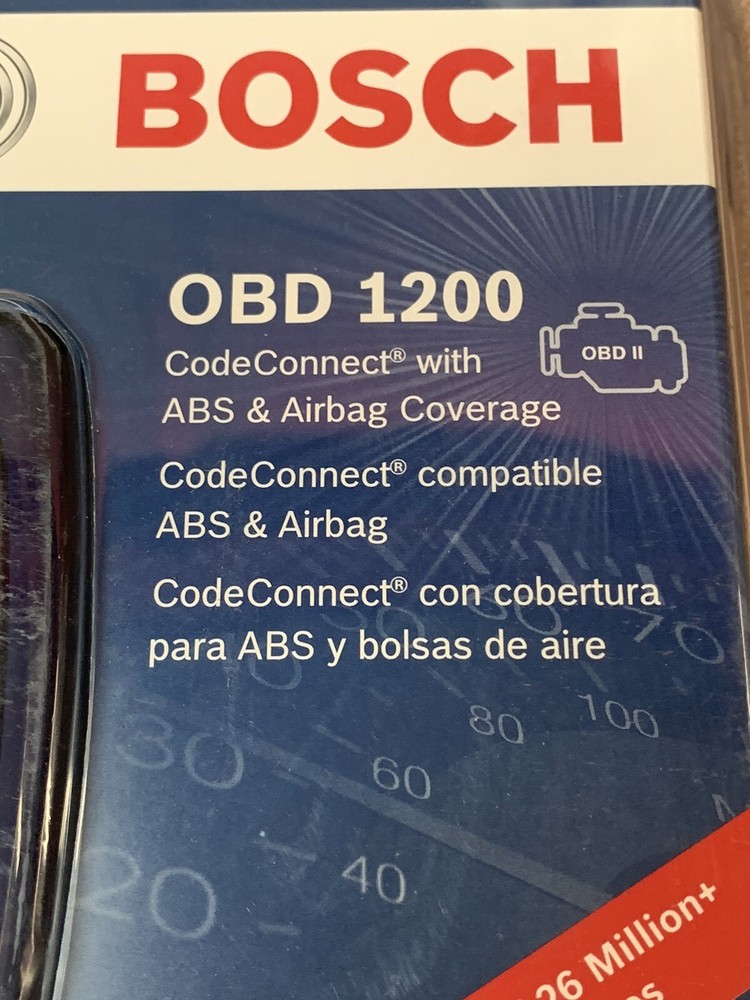 BOSCH
OBD 1200
OBD II
CodeConnect® with
ABS & Airbag Coverage
CodeConnect® compatible
ABS & Airbag
CodeConnect® con cobertura
para ABS y bolsas de aire
70
80
100
30
60
20
40
26 Million+